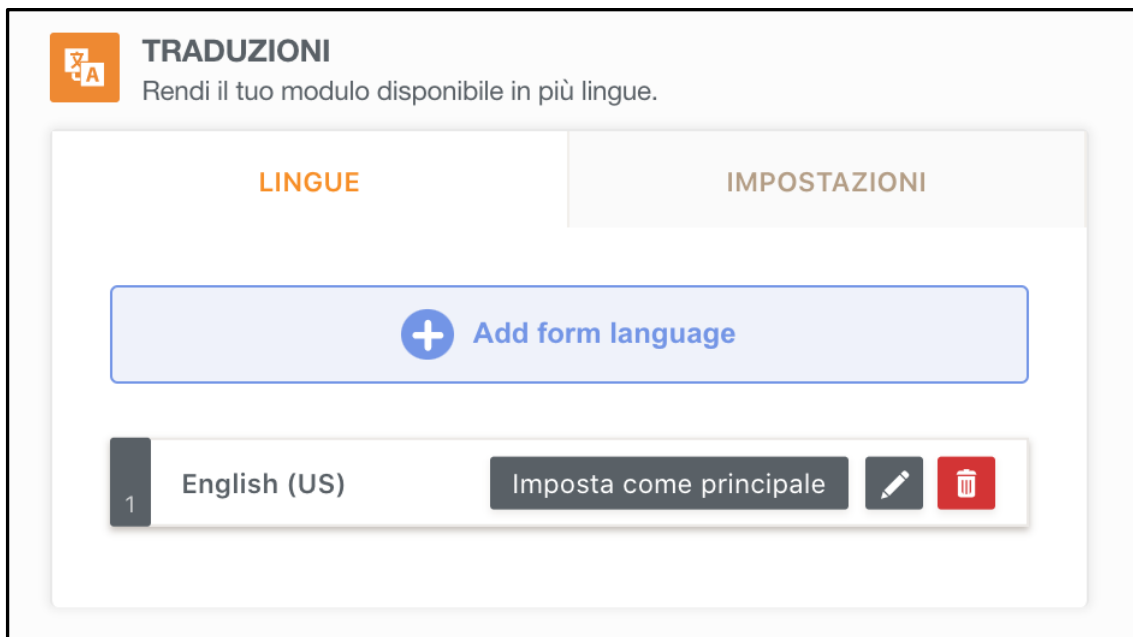 文
A
TRADUZIONI
Rendi il tuo modulo disponibile in più lingue.
LINGUE
IMPOSTAZIONI
Add form language
1
English (US)
Imposta come principale